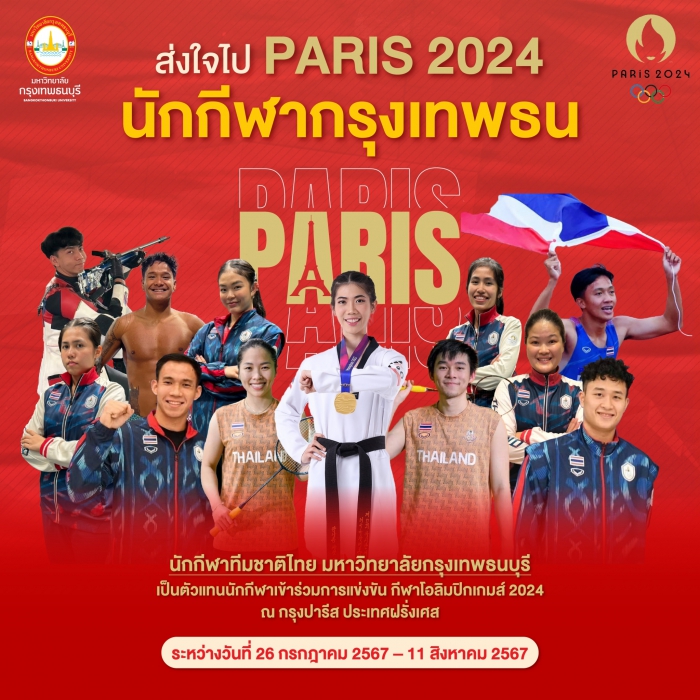 มหาวิทยาลัย
กรุงเทพธนบุรี
BANGKOKTHONBURI UNIVERSITY
ส่งใจไป PARIS 2024
PARIS 2024
นักกีฬากรุงเทพธน
PARIS
PARIS
ARIS
THAILAND
THAILAND
นักกีฬาทีมชาติไทย มหาวิทยาลัยกรุงเทพธนบุรี
เป็นตัวแทนนักกีฬาเข้าร่วมการแข่งขัน กีฬาโอลิมปิกเกมส์ 2024
ณ กรุงปารีส ประเทศฝรั่งเศส
ระหว่างวันที่ 26 กรกฎาคม 2567 – 11 สิงหาคม 2567